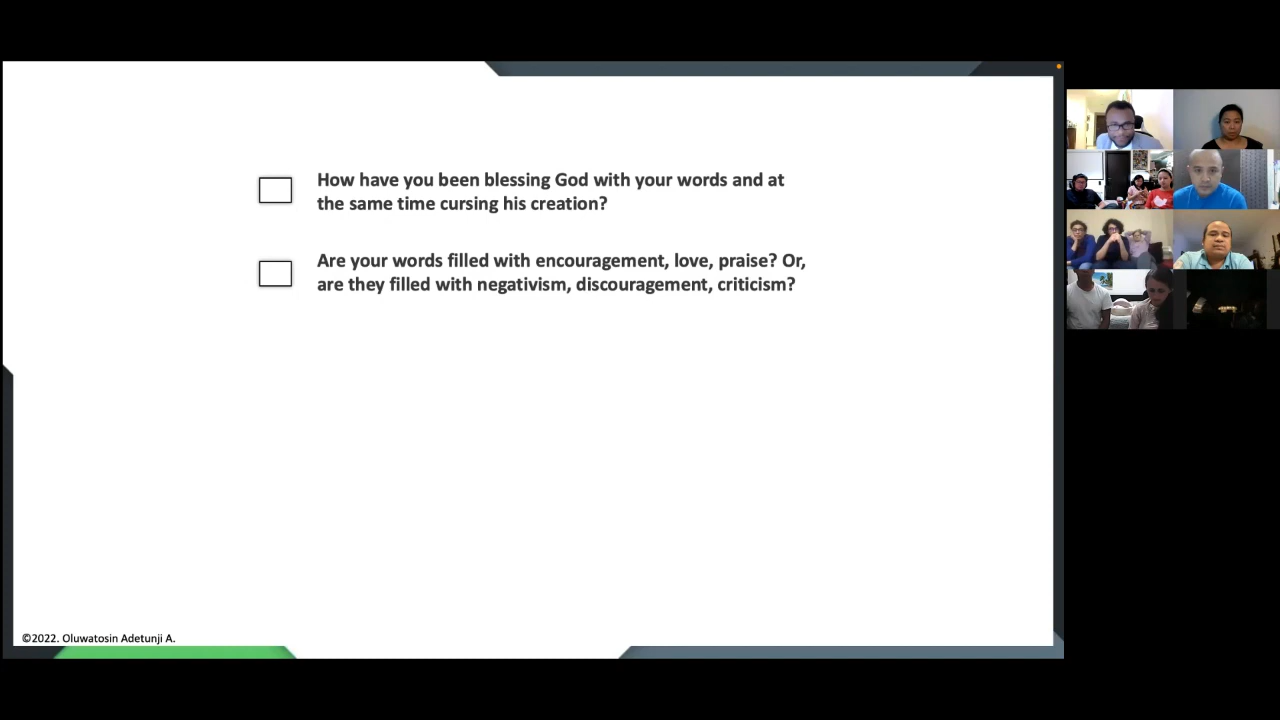 How have you been blessing God with your words and at
the same time cursing his creation?
Are your words filled with encouragement, love, praise? Or,
are they filled with negativism, discouragement, criticism?
©2022. Oluwatosin Adetunji A.